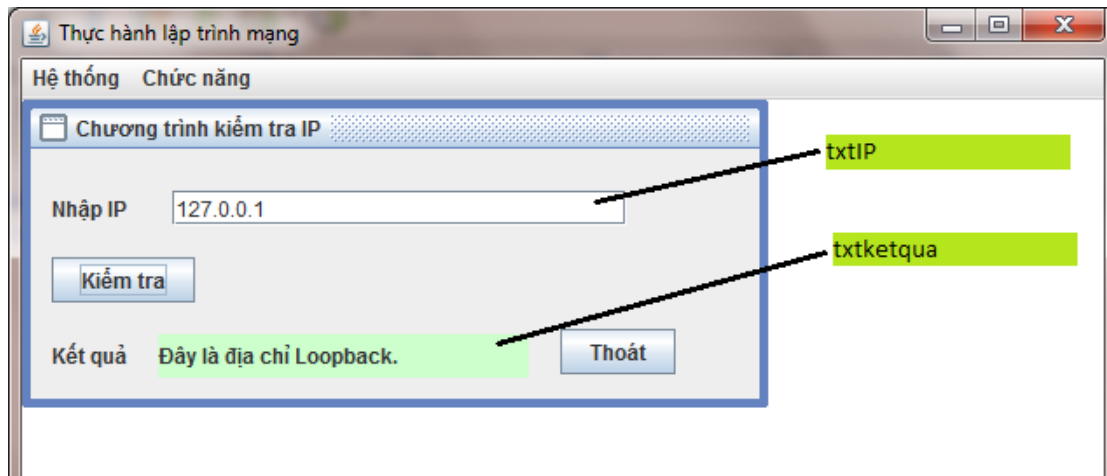 Thực hành lập trình mạng
Hệ thống Chức năng
Chương trình kiểm tra IP
txtIP
Nhập IP 127.0.0.1
txtketqua
Kiểm tra
Kết quả Đây là địa chỉ Loopback. Thoát